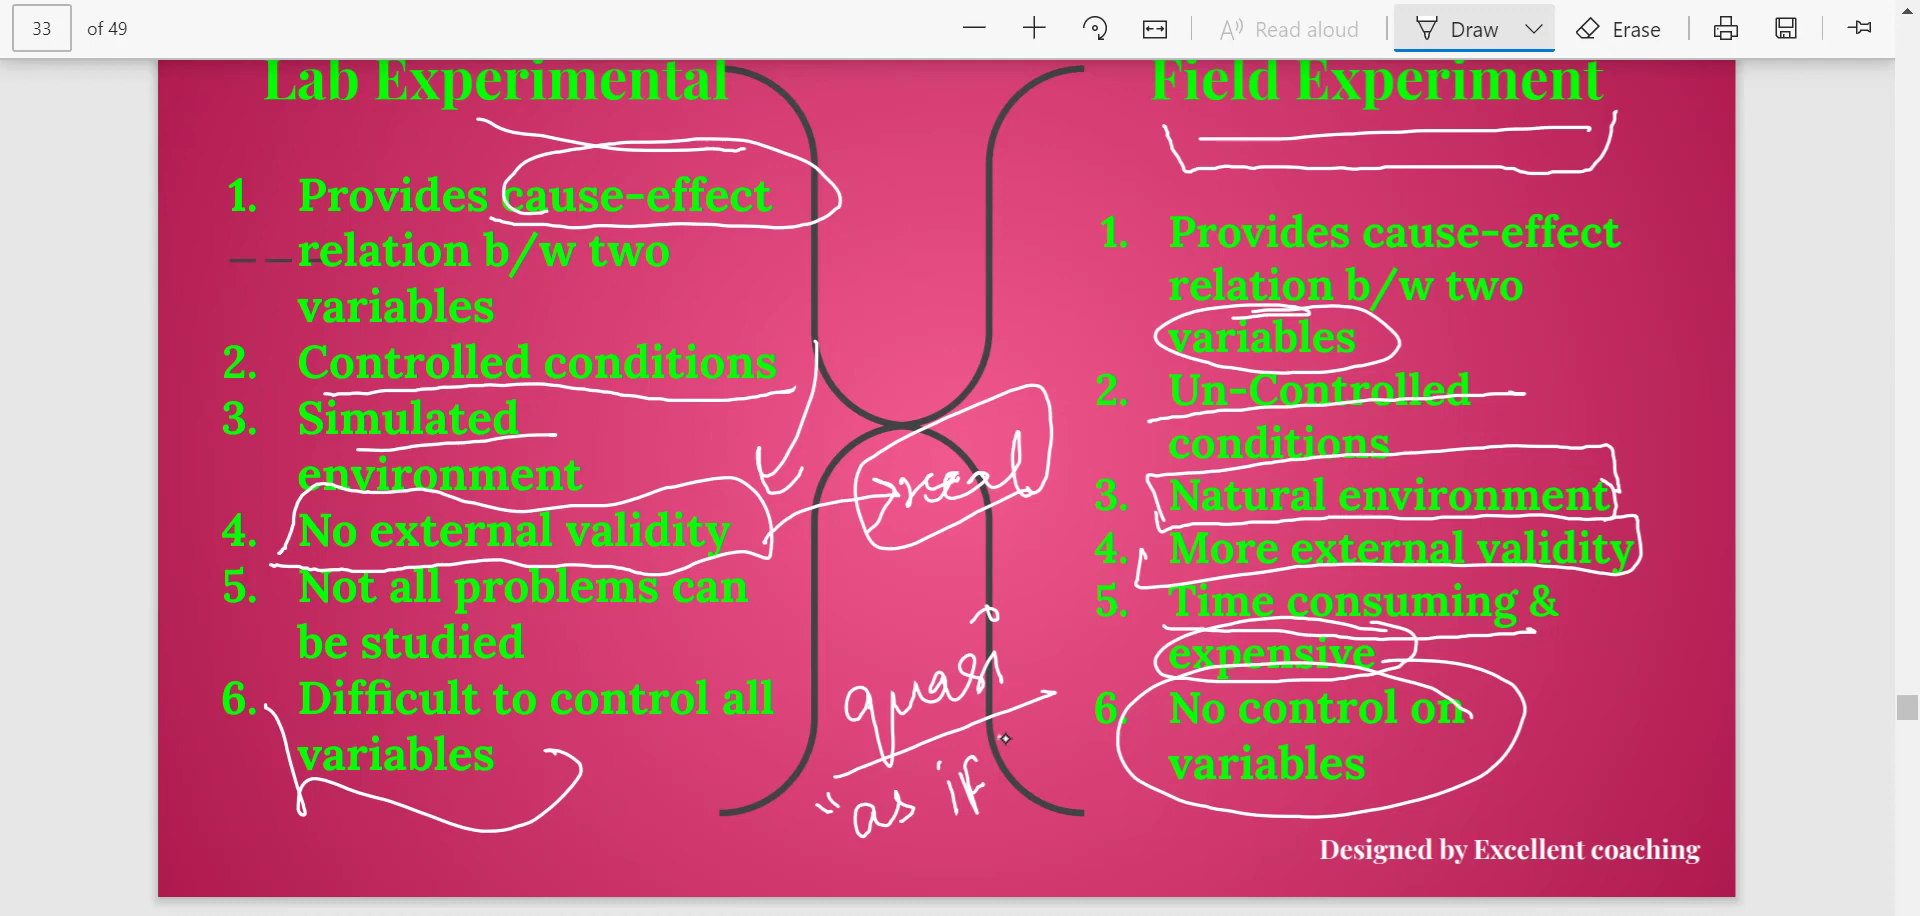 33 of 49
Read aloud
Draw
Erase
Lab Experimental
1. Provides cause-effect
relation b/w two
variables
2. Controlled conditions
3. Simulated
environment
4. No external validity
5. Not all problems can
be studied
6. Difficult to control all
variables
real
quasi
"as if
Field Experiment
1. Provides cause-effect
relation b/w two
variables
2. Un-Controlled
conditions
3. Natural environment
4. More external validity
5. Time consuming &
expensive
6. No control on
variables
Designed by Excellent coaching